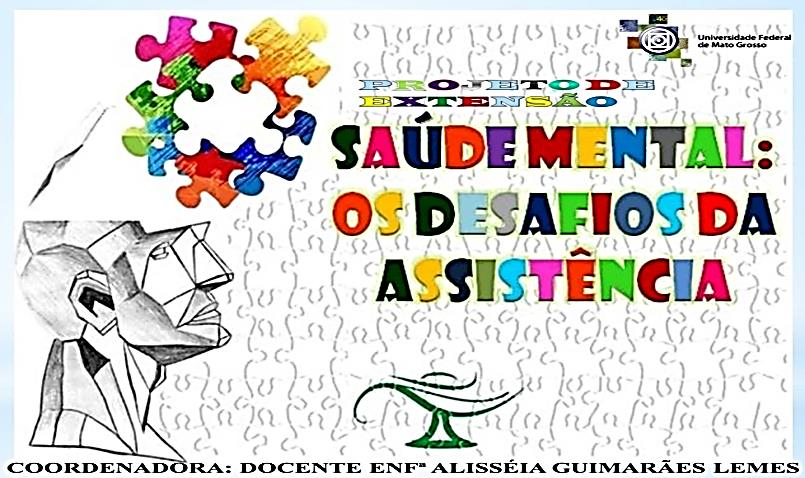 Universidade Federal
de Mato Grosso
PROJETO DE
EXTENSÃO
SAÚDE MENTAL:
OS DESAFIOS DA
ASSISTÊNCIA
COORDENADORA: DOCENTE ENFª ALISSÉIA GUIMARÃES LEMES